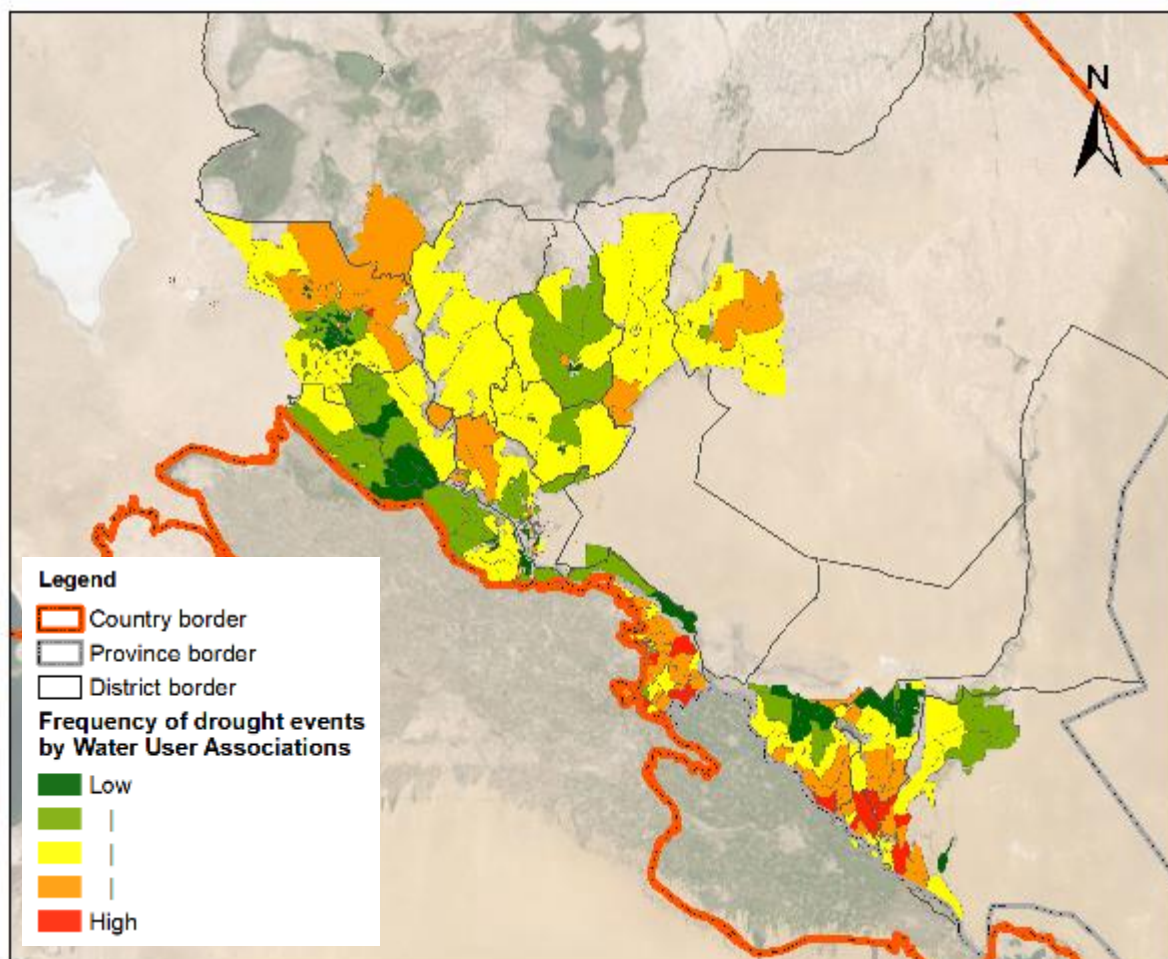 N
Legend
Country border
Province border
District border
Frequency of drought events
by Water User Associations
Low
|
|
|
High